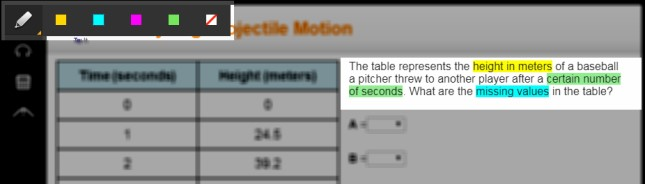 jectile Motion
Time (seconds) Height (meters)
The table represents the height in meters of a baseball
a pitcher threw to another player after a certain number
of seconds. What are the missing values in the table?
0 0
1 24.5
2 39.2
A =
B =